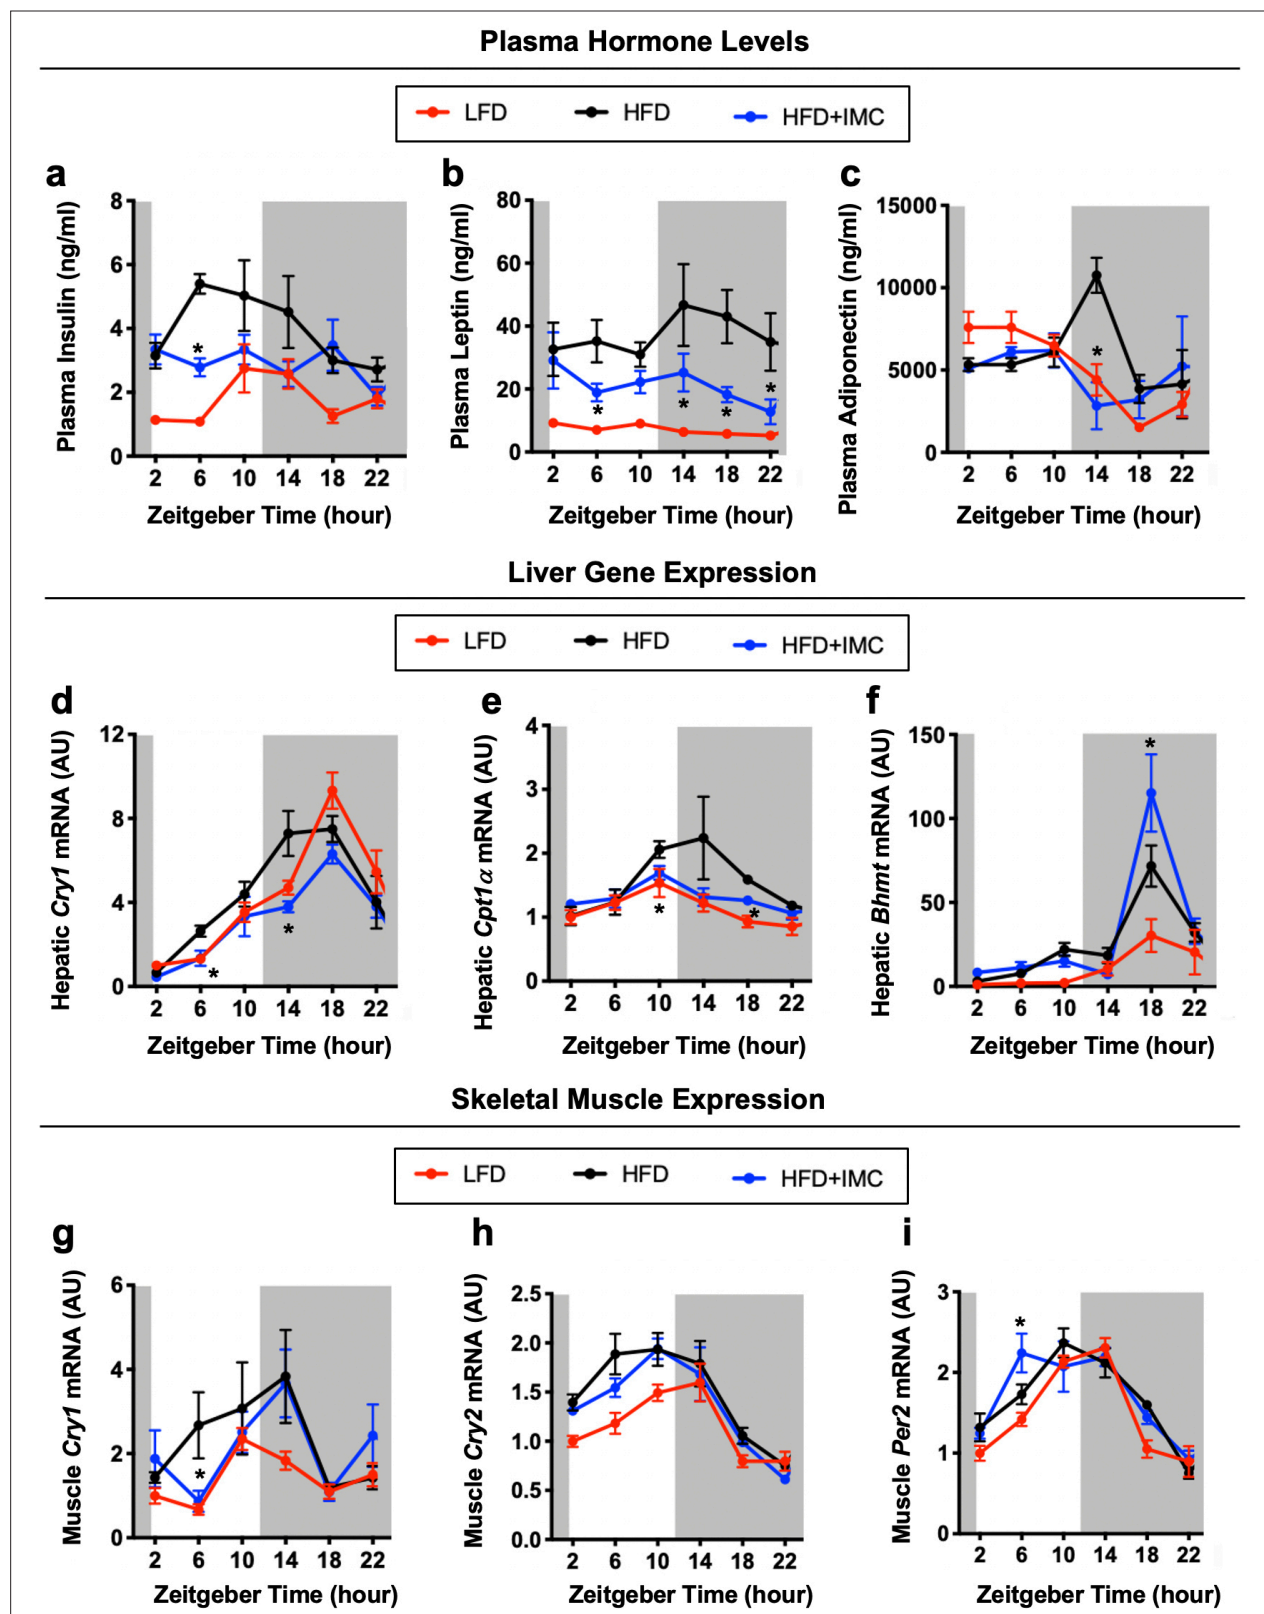 Plasma Hormone Levels
LFD HFD HFD+IMC
a b c
Plasma Insulin (ng/ml)
8
6
4
2
0
2 6 10 14 18 22
Zeitgeber Time (hour)
*
Plasma Leptin (ng/ml)
80
60
40
20
0
2 6 10 14 18 22
Zeitgeber Time (hour)
* * * *
Plasma Adiponectin (ng/ml)
15000
10000
5000
0
2 6 10 14 18 22
Zeitgeber Time (hour)
*
Liver Gene Expression
LFD HFD HFD+IMC
d e f
Hepatic Cry1 mRNA (AU)
12
8
4
0
2 6 10 14 18 22
Zeitgeber Time (hour)
* *
Hepatic Cpt1α mRNA (AU)
4
3
2
1
0
2 6 10 14 18 22
Zeitgeber Time (hour)
* *
Hepatic Bhmt mRNA (AU)
150
100
50
0
2 6 10 14 18 22
Zeitgeber Time (hour)
*
Skeletal Muscle Expression
LFD HFD HFD+IMC
g h i
Muscle Cry1 mRNA (AU)
6
4
2
0
2 6 10 14 18 22
Zeitgeber Time (hour)
*
Muscle Cry2 mRNA (AU)
2.5
2.0
1.5
1.0
0.5
0.0
2 6 10 14 18 22
Zeitgeber Time (hour)
Muscle Per2 mRNA (AU)
3
2
1
0
2 6 10 14 18 22
Zeitgeber Time (hour)
*